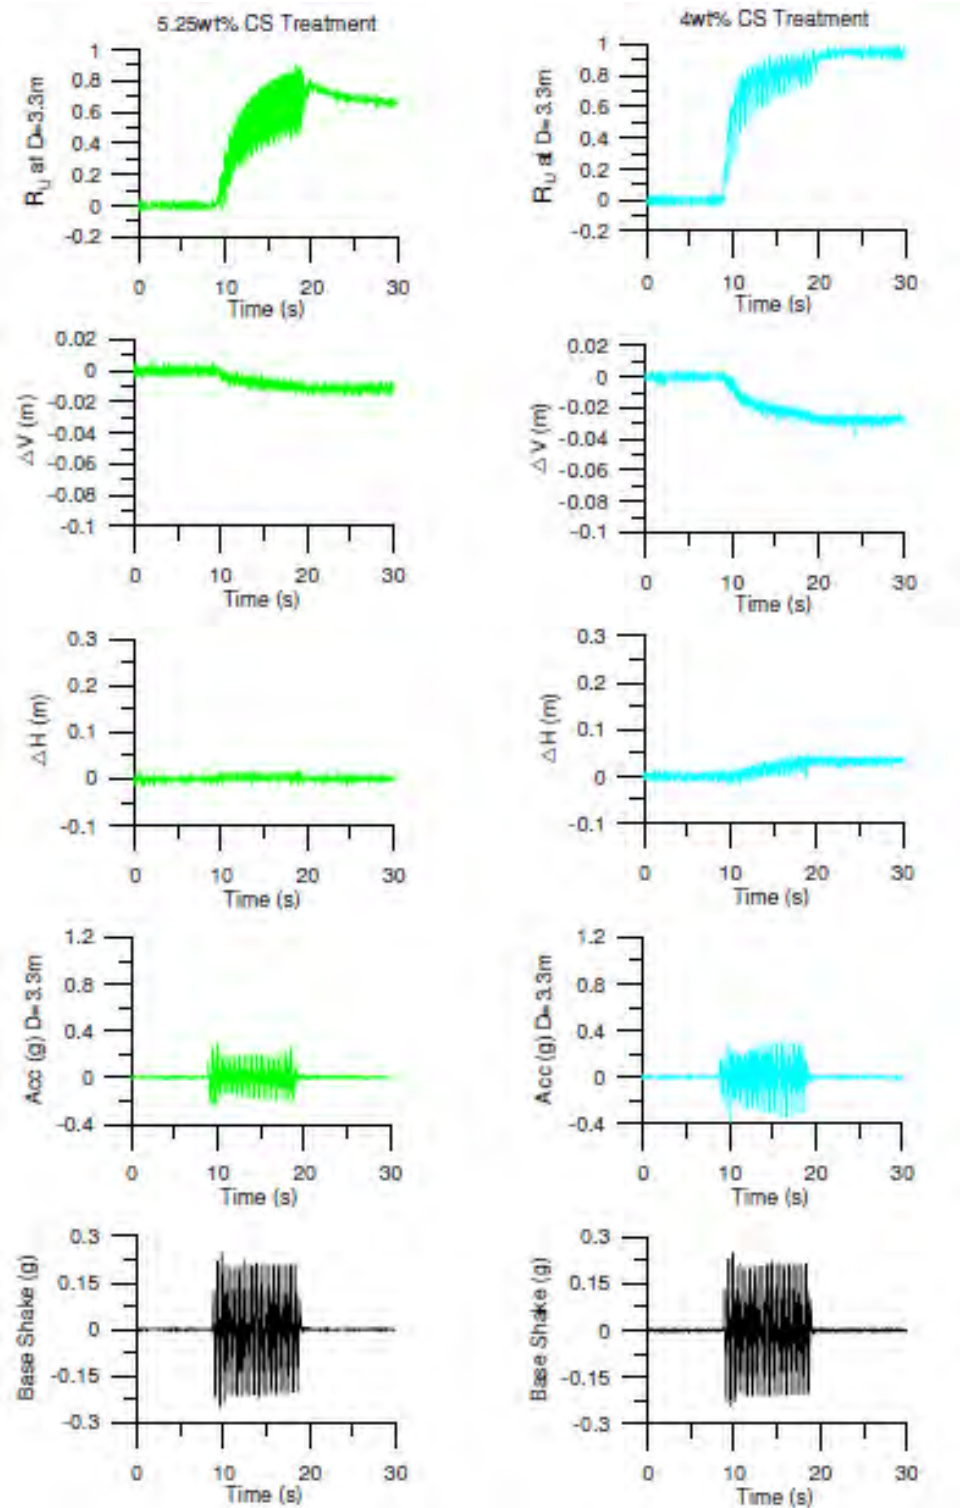 5.25wt% CS Treatment
4wt% CS Treatment
R_U at D=3.3m
1
0.8
0.6
0.4
0.2
0
-0.2
0 10 20 30
Time (s)
R_U at D=3.3m
1
0.8
0.6
0.4
0.2
0
-0.2
0 10 20 30
Time (s)
△V (m)
0.02
0
-0.02
-0.04
-0.06
-0.08
-0.1
0 10 20 30
Time (s)
△V (m)
0.02
0
-0.02
-0.04
-0.06
-0.08
-0.1
0 10 20 30
Time (s)
△H (m)
0.3
0.2
0.1
0
-0.1
0 10 20 30
Time (s)
△H (m)
0.3
0.2
0.1
0
-0.1
0 10 20 30
Time (s)
Acc (g) D=3.3m
1.2
0.8
0.4
0
-0.4
0 10 20 30
Time (s)
Acc (g) D=3.3m
1.2
0.8
0.4
0
-0.4
0 10 20 30
Time (s)
Base Shake (g)
0.3
0.15
0
-0.15
-0.3
0 10 20 30
Time (s)
Base Shake (g)
0.3
0.15
0
-0.15
-0.3
0 10 20 30
Time (s)